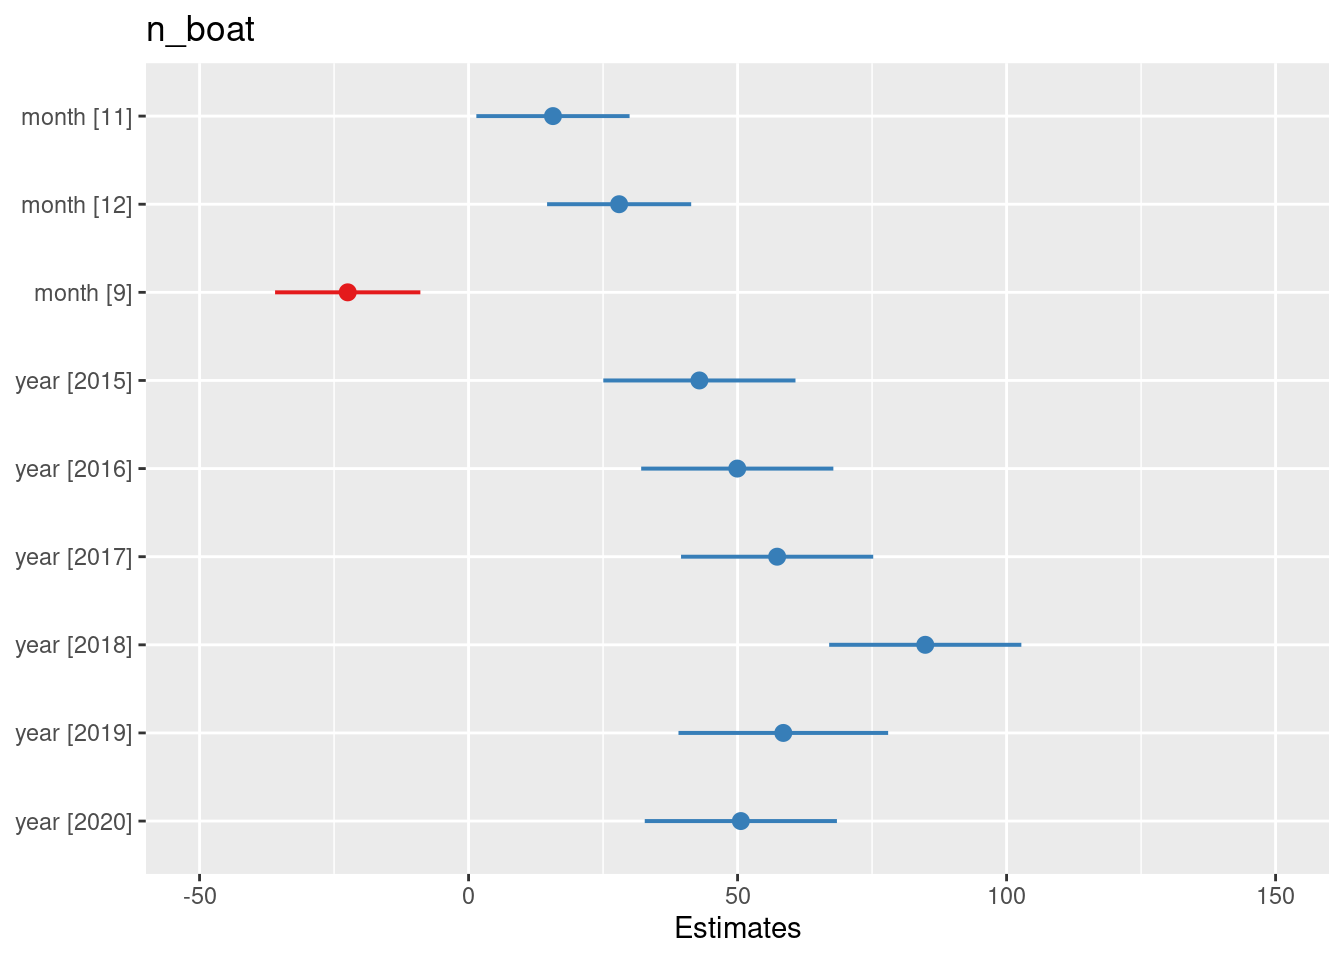 n_boat
month [11]
month [12]
month [9]
year [2015]
year [2016]
year [2017]
year [2018]
year [2019]
year [2020]
-50 0 50 100 150
Estimates